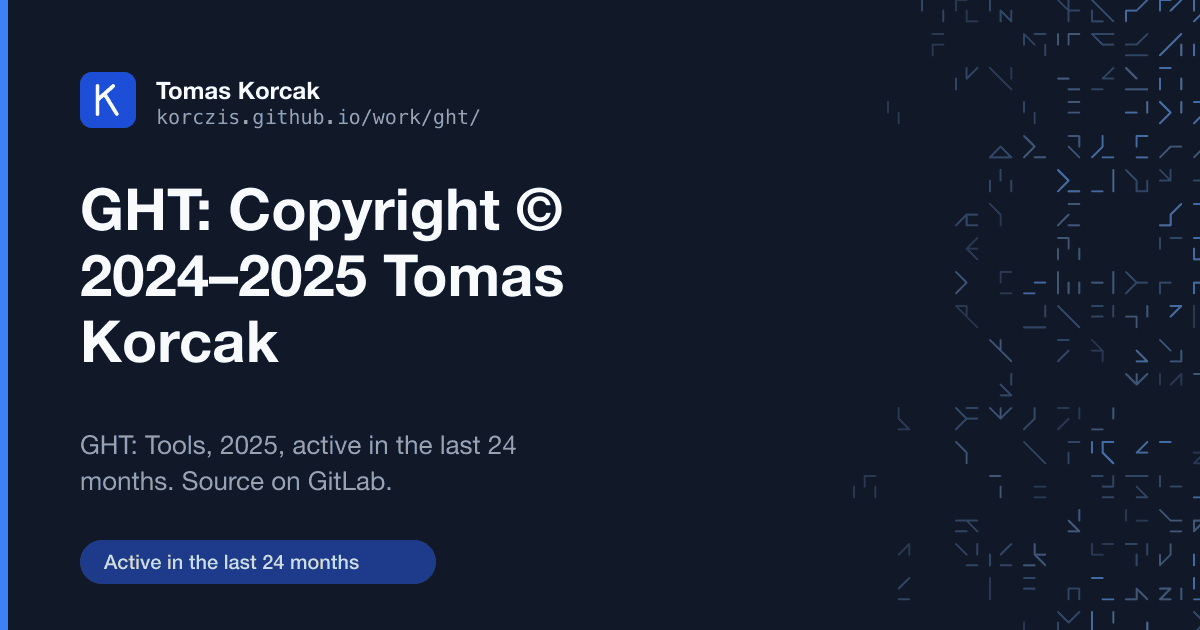 K
Tomas Korcak
korczis.github.io/work/ght/
GHT: Copyright ©
2024–2025 Tomas
Korcak
GHT: Tools, 2025, active in the last 24
months. Source on GitLab.
Active in the last 24 months